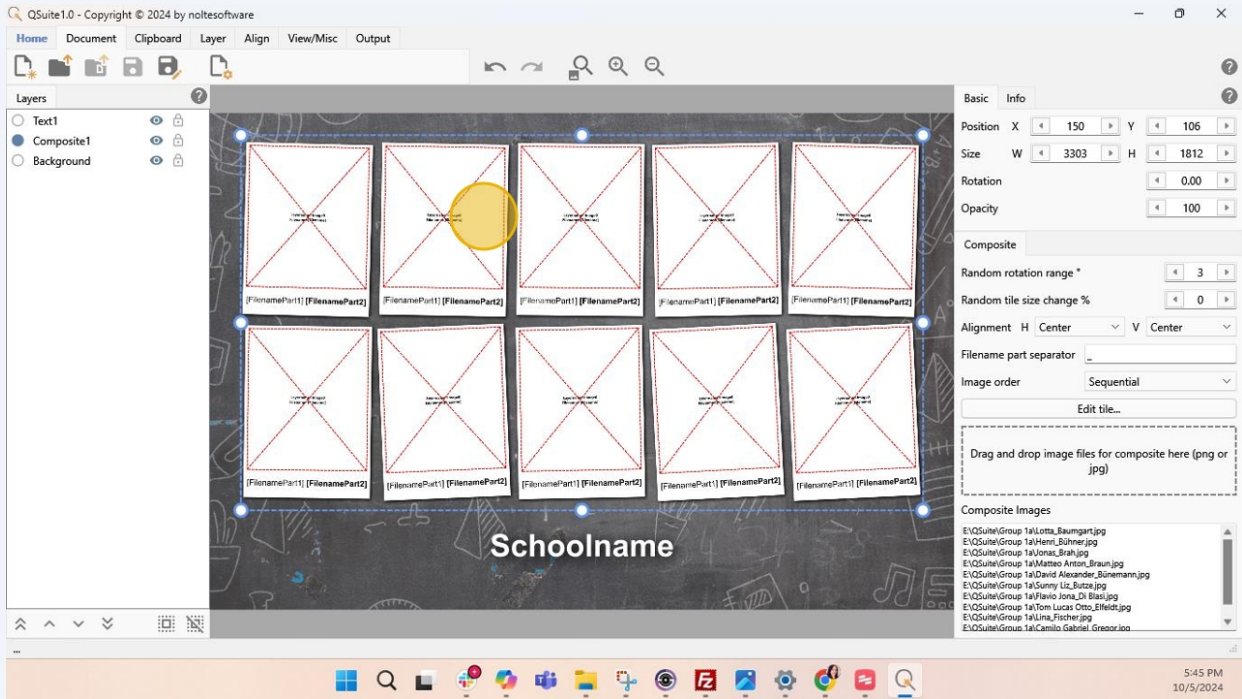 QSuite1.0 - Copyright © 2024 by noltesoftware
Home Document Clipboard Layer Align View/Misc Output
Layers
Text1
Composite1
Background
[FilenamePart1] [FilenamePart2] [FilenamePart1] [FilenamePart2] [FilenamePart1] [FilenamePart2] [FilenamePart1] [FilenamePart2] [FilenamePart1] [FilenamePart2]
[FilenamePart1] [FilenamePart2] [FilenamePart1] [FilenamePart2] [FilenamePart1] [FilenamePart2] [FilenamePart1] [FilenamePart2] [FilenamePart1] [FilenamePart2]
Schoolname
Basic Info
Position X 150 Y 106
Size W 3303 H 1812
Rotation 0.00
Opacity 100
Composite
Random rotation range * 3
Random tile size change % 0
Alignment H Center V Center
Filename part separator _
Image order Sequential
Edit tile...
Drag and drop image files for composite here (png or
jpg)
Composite Images
E:\QSuite\Group 1a\Lotta_Baumgart.jpg
E:\QSuite\Group 1a\Henri_Bühner.jpg
E:\QSuite\Group 1a\Jonas_Brah.jpg
E:\QSuite\Group 1a\Matteo Anton_Braun.jpg
E:\QSuite\Group 1a\David Alexander_Bünemann.jpg
E:\QSuite\Group 1a\Sunny Liz_Butze.jpg
E:\QSuite\Group 1a\Flavio Jona_Di Blasi.jpg
E:\QSuite\Group 1a\Tom Lucas Otto_Elfeldt.jpg
E:\QSuite\Group 1a\Lina_Fischer.jpg
E:\QSuite\Group 1a\Camilo Gabriel_Gregor.jpg
...
5:45 PM
10/5/2024